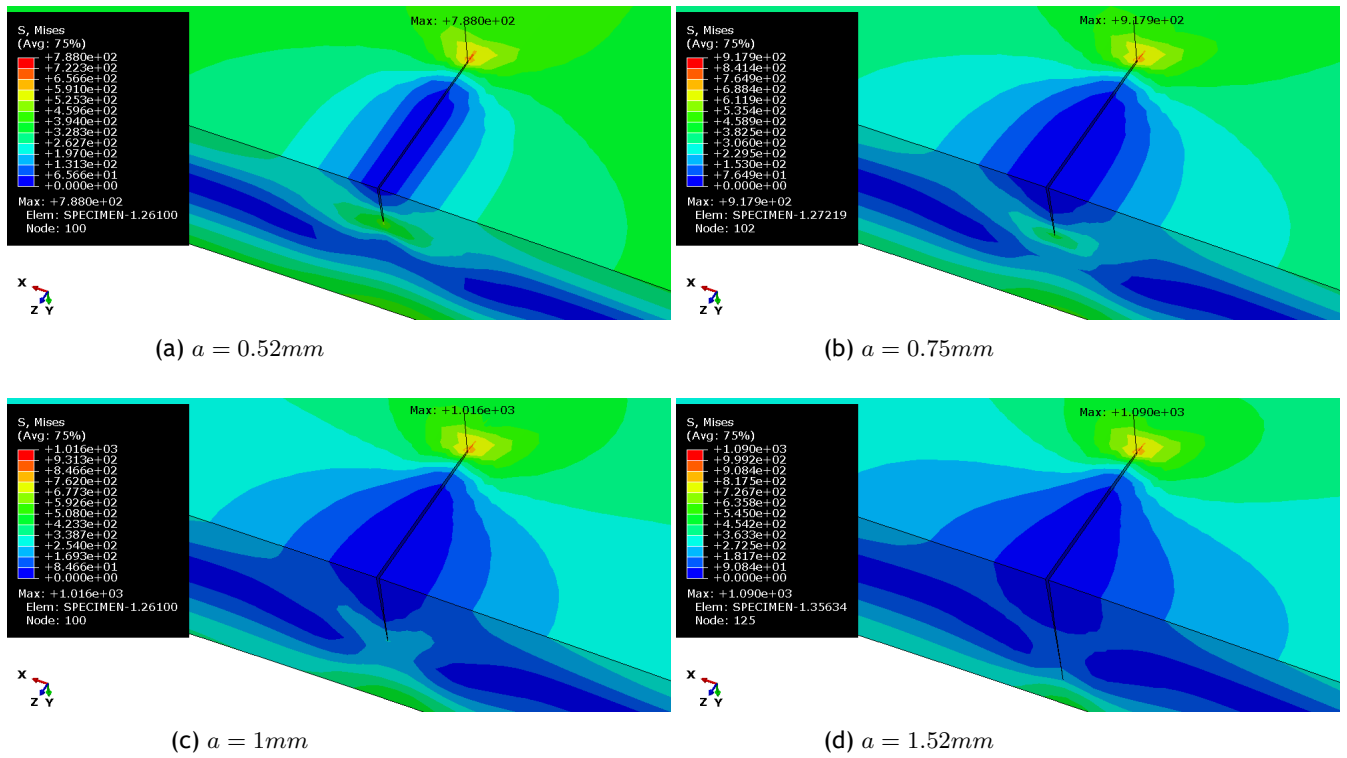 Max: +7.880e+02
S, Mises
(Avg: 75%)
+7.880e+02
+7.223e+02
+6.566e+02
+5.910e+02
+5.253e+02
+4.596e+02
+3.940e+02
+3.283e+02
+2.627e+02
+1.970e+02
+1.313e+02
+6.566e+01
+0.000e+00
Max: +7.880e+02
Elem: SPECIMEN-1.26100
Node: 100
X
Z Y
(a) a = 0.52mm
Max: +9.179e+02
S, Mises
(Avg: 75%)
+9.179e+02
+8.414e+02
+7.649e+02
+6.884e+02
+6.119e+02
+5.354e+02
+4.589e+02
+3.825e+02
+3.060e+02
+2.295e+02
+1.530e+02
+7.649e+01
+0.000e+00
Max: +9.179e+02
Elem: SPECIMEN-1.27219
Node: 102
X
Z Y
(b) a = 0.75mm
Max: +1.016e+03
S, Mises
(Avg: 75%)
+1.016e+03
+9.313e+02
+8.466e+02
+7.620e+02
+6.773e+02
+5.926e+02
+5.080e+02
+4.233e+02
+3.387e+02
+2.540e+02
+1.693e+02
+8.466e+01
+0.000e+00
Max: +1.016e+03
Elem: SPECIMEN-1.26100
Node: 100
X
Z Y
(c) a = 1mm
Max: +1.090e+03
S, Mises
(Avg: 75%)
+1.090e+03
+9.992e+02
+9.084e+02
+8.175e+02
+7.267e+02
+6.358e+02
+5.450e+02
+4.542e+02
+3.633e+02
+2.725e+02
+1.817e+02
+9.084e+01
+0.000e+00
Max: +1.090e+03
Elem: SPECIMEN-1.35634
Node: 125
X
Z Y
(d) a = 1.52mm